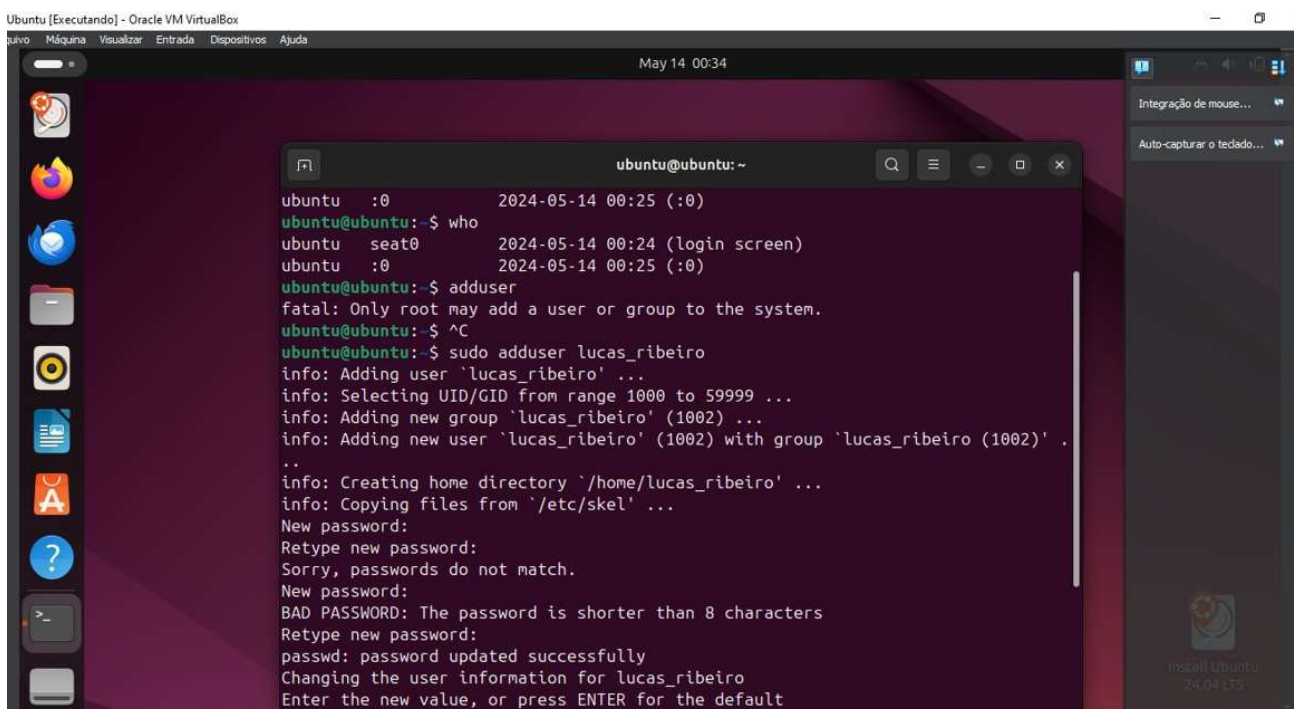 Ubuntu [Executando] - Oracle VM VirtualBox
Máquina Visualizar Entrada Dispositivos Ajuda
May 14 00:34
Integração de mouse...
Auto-capturar o teclado...
ubuntu@ubuntu: ~
ubuntu :0 2024-05-14 00:25 (:0)
ubuntu@ubuntu:~$ who
ubuntu seat0 2024-05-14 00:24 (login screen)
ubuntu :0 2024-05-14 00:25 (:0)
ubuntu@ubuntu:~$ adduser
fatal: Only root may add a user or group to the system.
ubuntu@ubuntu:~$ ^C
ubuntu@ubuntu:~$ sudo adduser lucas_ribeiro
info: Adding user `lucas_ribeiro' ...
info: Selecting UID/GID from range 1000 to 59999 ...
info: Adding new group `lucas_ribeiro' (1002) ...
info: Adding new user `lucas_ribeiro' (1002) with group `lucas_ribeiro (1002)' .
..
info: Creating home directory `/home/lucas_ribeiro' ...
info: Copying files from `/etc/skel' ...
New password:
Retype new password:
Sorry, passwords do not match.
New password:
BAD PASSWORD: The password is shorter than 8 characters
Retype new password:
passwd: password updated successfully
Changing the user information for lucas_ribeiro
Enter the new value, or press ENTER for the default
Install Ubuntu
24.04 LTS